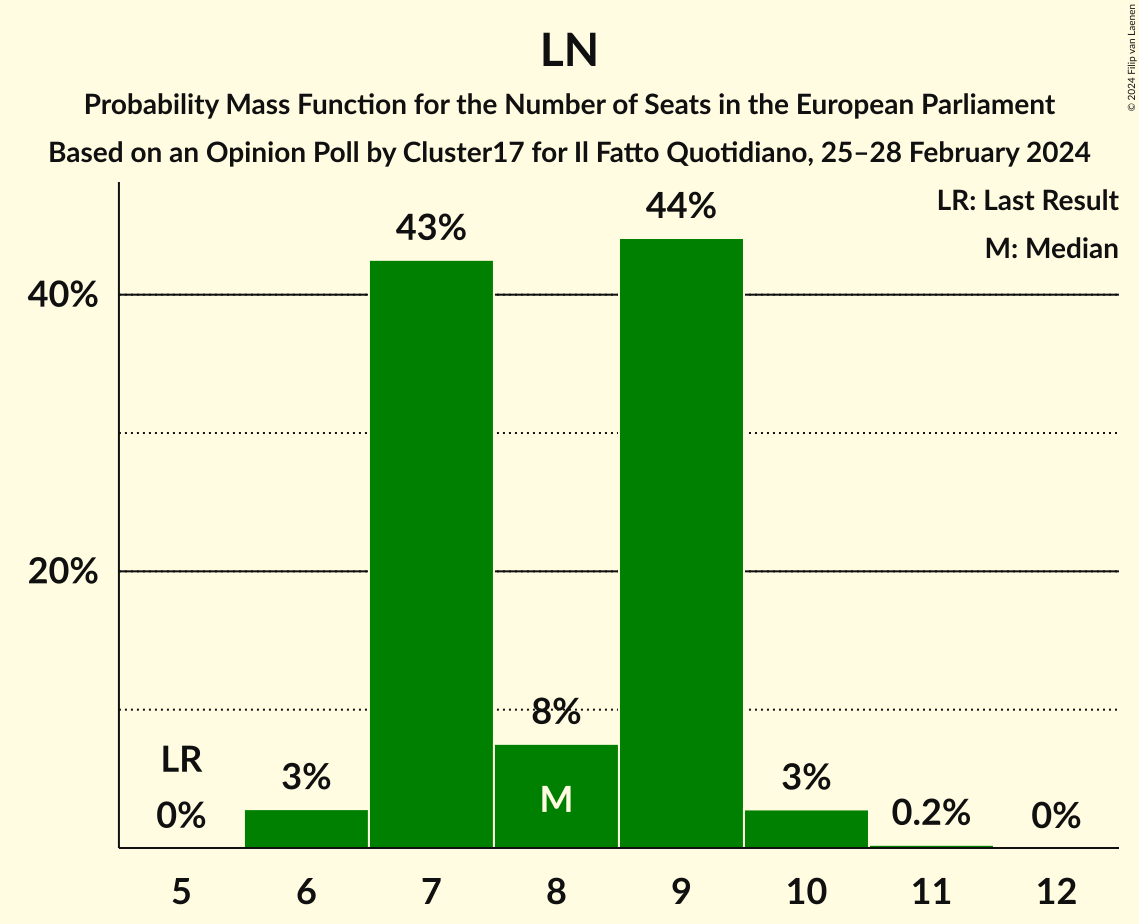 LN
Probability Mass Function for the Number of Seats in the European Parliament
Based on an Opinion Poll by Cluster17 for Il Fatto Quotidiano, 25–28 February 2024
© 2024 Filip van Laenen
LR: Last Result
M: Median
44%
43%
40%
20%
8%
LR
3%
3%
M
0%
0.2%
0%
5 6 7 8 9 10 11 12